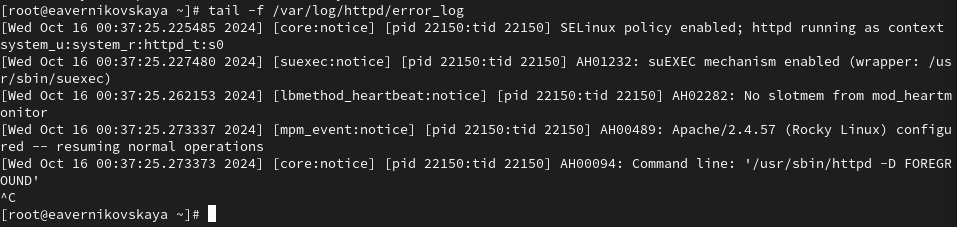 [root@eavernikovskaya ~]# tail -f /var/log/httpd/error_log
[Wed Oct 16 00:37:25.225485 2024] [core:notice] [pid 22150:tid 22150] SELinux policy enabled; httpd running as context
system_u:system_r:httpd_t:s0
[Wed Oct 16 00:37:25.227480 2024] [suexec:notice] [pid 22150:tid 22150] AH01232: suEXEC mechanism enabled (wrapper: /us
r/sbin/suexec)
[Wed Oct 16 00:37:25.262153 2024] [lbmethod_heartbeat:notice] [pid 22150:tid 22150] AH02282: No slotmem from mod_heartm
onitor
[Wed Oct 16 00:37:25.273337 2024] [mpm_event:notice] [pid 22150:tid 22150] AH00489: Apache/2.4.57 (Rocky Linux) configu
red -- resuming normal operations
[Wed Oct 16 00:37:25.273373 2024] [core:notice] [pid 22150:tid 22150] AH00094: Command line: '/usr/sbin/httpd -D FOREGR
OUND'
^C
[root@eavernikovskaya ~]#